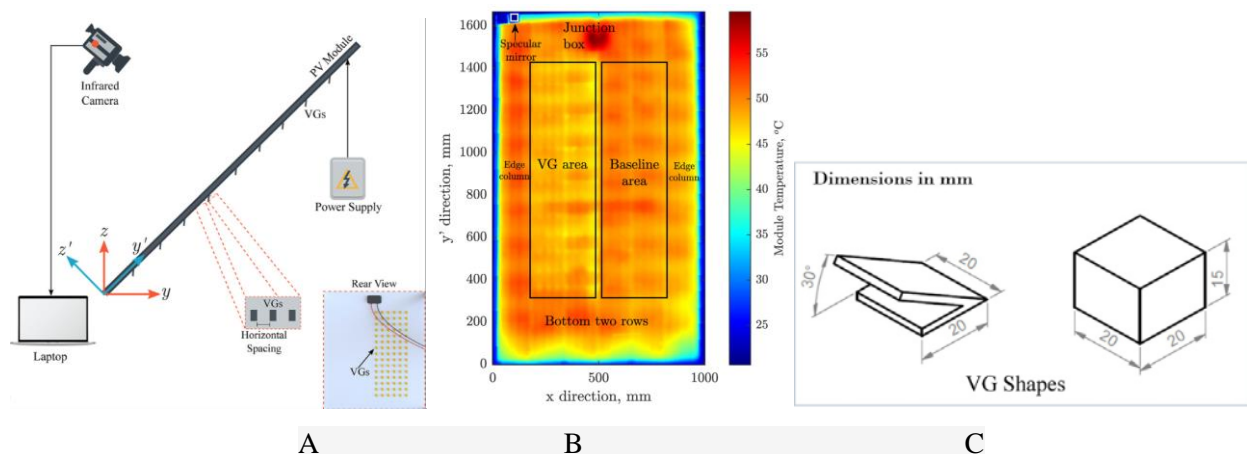 Infrared
Camera
PV Module
VGs
Power Supply
z'
z
y'
y
Laptop
VGs
Horizontal
Spacing
Rear View
VGs
A
1600
1400
1200
1000
800
600
400
200
0
y' direction, mm
Specular
mirror
Junction
box
Edge
column
VG area
Baseline
area
Edge
column
Bottom two rows
0
500
1000
x direction, mm
55
50
45
40
35
30
25
Module Temperature, °C
B
Dimensions in mm
30°
20
20
15
20
20
VG Shapes
C